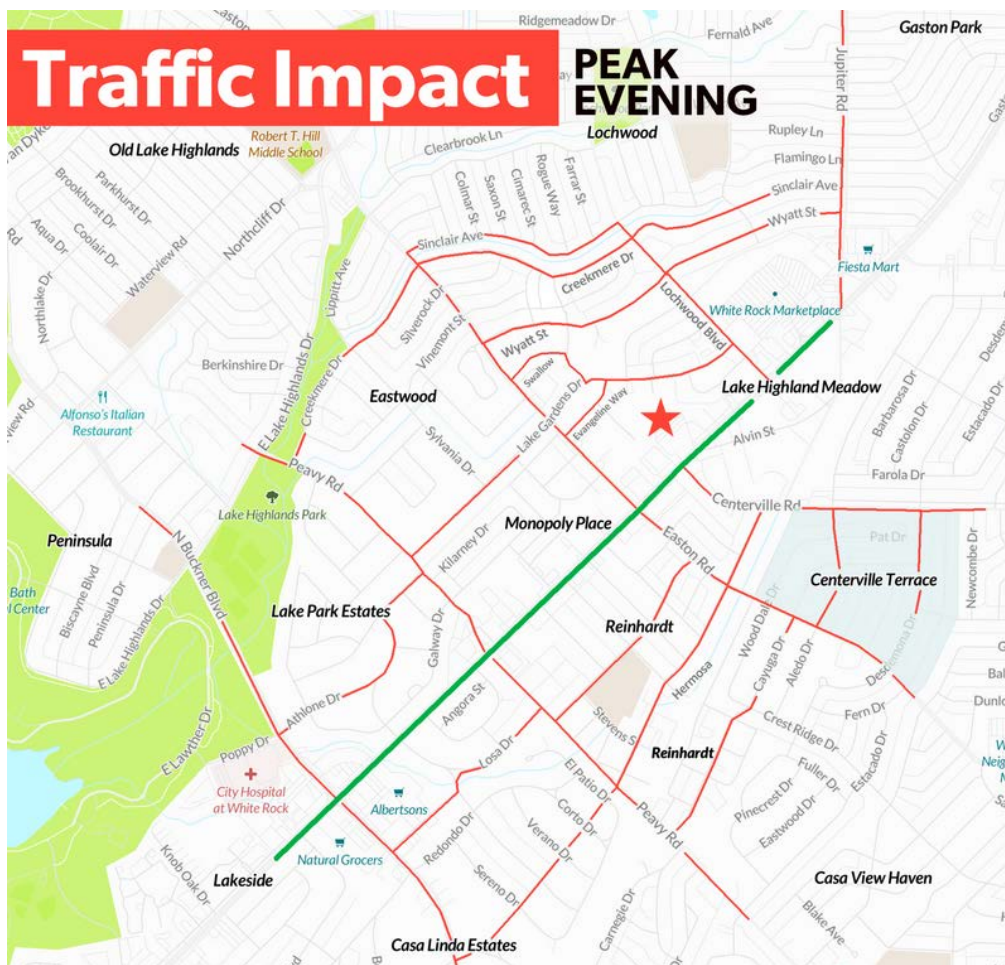 Ridgemeadow Dr
Fernald Ave
Gaston Park
Traffic Impact
PEAK
EVENING
Jupiter Rd
Lochwood
Robert T. Hill
Middle School
Old Lake Highlands
Clearbrook Ln
Rupley Ln
Flamingo Ln
Sinclair Ave
Wyatt St
Parkhurst Dr
Brookhurst Dr
Coolair Dr
Aqua Dr
Rd
Waterview Rd
Northcliff Dr
Colmar St
Saxon St
Cimarec St
Rogue Way
Farrar St
Sinclair Ave
Creekmere Dr
Fiesta Mart
Northlake Dr
Lippitt Ave
Silverock Dr
Vinemont St
Lochwood Blvd
White Rock Marketplace
Wyatt St
Berkinshire Dr
E Lake Highlands Dr
Creekmere Dr
Eastwood
Swallow
Lake Gardens Dr
Evangeline Way
Lake Highland Meadow
Barbarosa Dr
Castolon Dr
Estacado Dr
view Rd
Alfonso's Italian
Restaurant
Sylvania Dr
Alvin St
Farola Dr
Peavy Rd
Lake Highlands Park
Centerville Rd
Monopoly Place
Kilarney Dr
Easton Rd
Pat Dr
Newcombe Dr
Peninsula
N Buckner Blvd
Bath
l Center
Biscayne Blvd
Peninsula Dr
E Lake Highlands Dr
Lake Park Estates
Centerville Terrace
Galway Dr
Reinhardt
Wood Dale Dr
Cayuga Dr
Aledo Dr
Desdemona Dr
Hermosa
E Lawther Dr
Athlone Dr
Angora St
Poppy Dr
Stevens S
Fern Dr
Losa Dr
Reinhardt
Crest Ridge Dr
Estacado Dr
City Hospital
at White Rock
El Patio Dr
Fuller Dr
Albertsons
Corto Dr
Pinecrest Dr
Eastwood Dr
Redondo Dr
Verano Dr
Peavy Rd
Natural Grocers
Knob Oak Dr
Lakeside
Sereno Dr
Casa View Haven
Carnegie Dr
Blake Ave
Casa Linda Estates